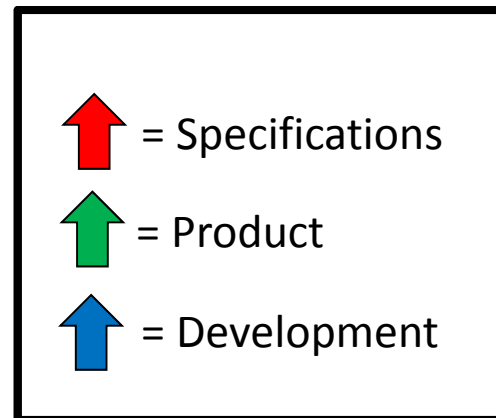 = Specifications
= Product
= Development